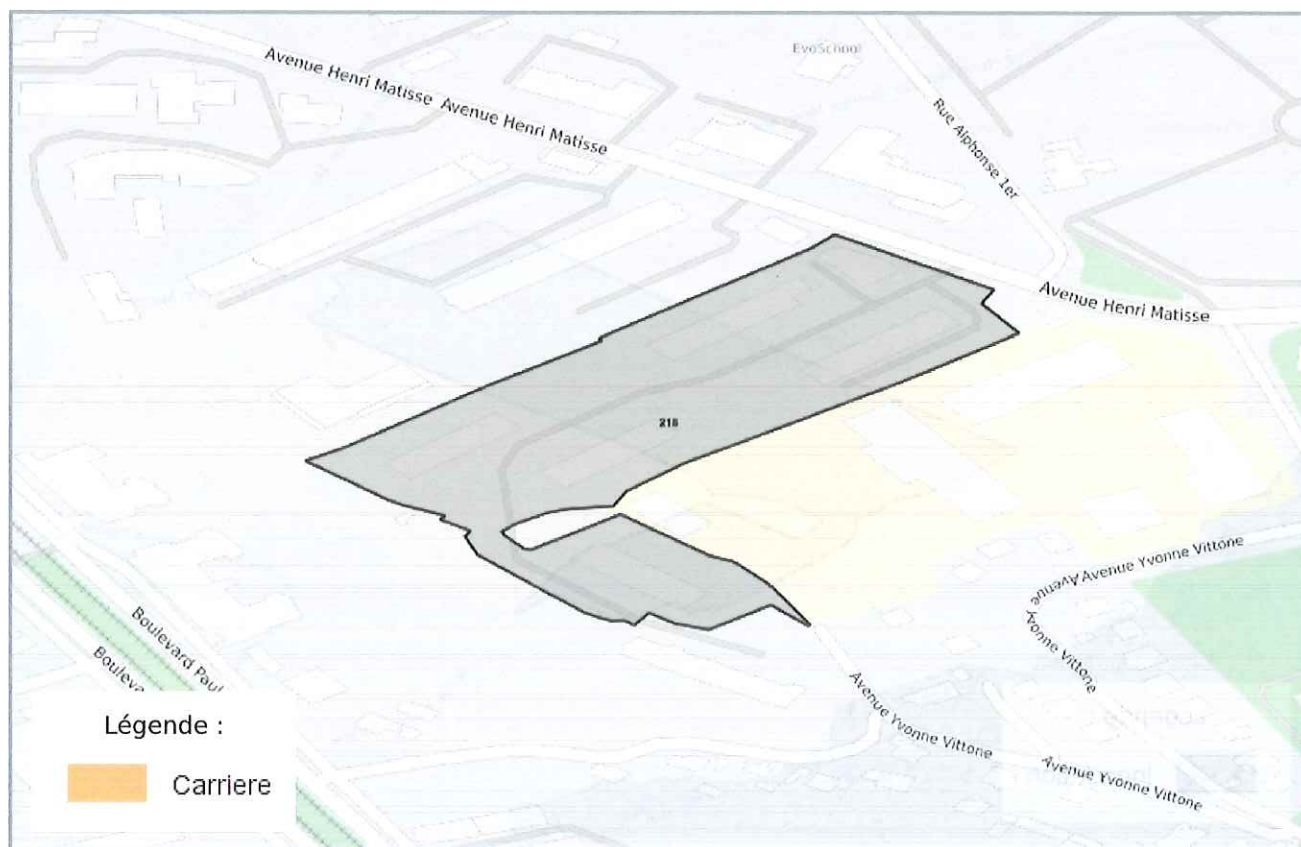 EvoSchool
Avenue Henri Matisse Avenue Henri Matisse
Rue Alphonse 1er
Avenue Henri Matisse
218
Avenue Yvonne Vittone
Avenue
Yvonne Vittone
Boulevard Paul
Avenue Yvonne Vittone
Avenue Yvonne Vittone
Légende :
Carriere